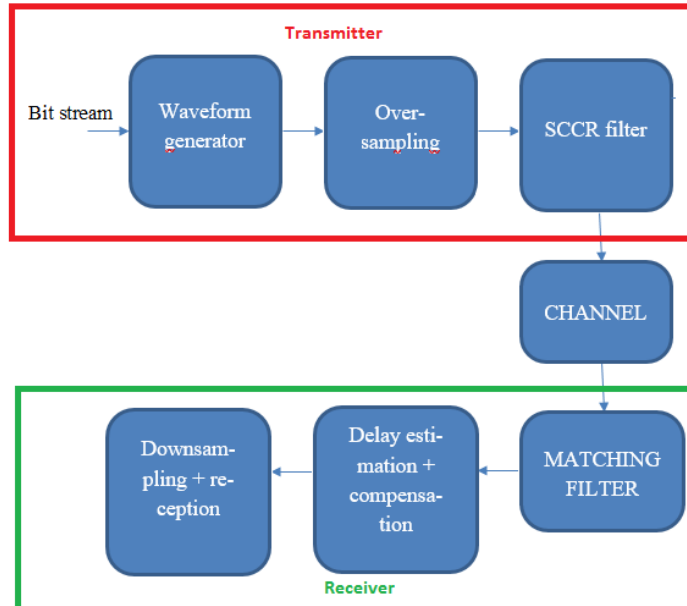 Transmitter
Bit stream
Waveform
generator
Over-
sampling
SCCR filter
CHANNEL
Downsam-
pling + re-
ception
Delay esti-
mation +
compensa-
tion
MATCHING
FILTER
Receiver